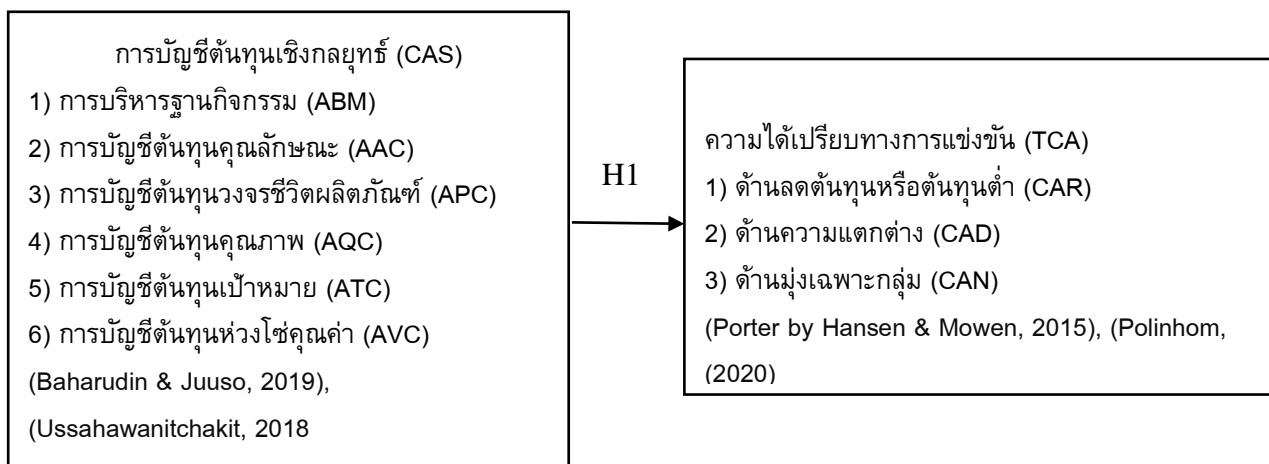 การบัญชีต้นทุนเชิงกลยุทธ์ (CAS)
1) การบริหารฐานกิจกรรม (ABM)
2) การบัญชีต้นทุนคุณลักษณะ (AAC)
3) การบัญชีต้นทุนวงจรชีวิตผลิตภัณฑ์ (APC)
4) การบัญชีต้นทุนคุณภาพ (AQC)
5) การบัญชีต้นทุนเป้าหมาย (ATC)
6) การบัญชีต้นทุนห่วงโซ่คุณค่า (AVC)
(Baharudin & Juuso, 2019),
(Ussahawanitchakit, 2018
H1
ความได้เปรียบทางการแข่งขัน (TCA)
1) ด้านลดต้นทุนหรือต้นทุนต่ำ (CAR)
2) ด้านความแตกต่าง (CAD)
3) ด้านมุ่งเฉพาะกลุ่ม (CAN)
(Porter by Hansen & Mowen, 2015), (Polinhom,
(2020)